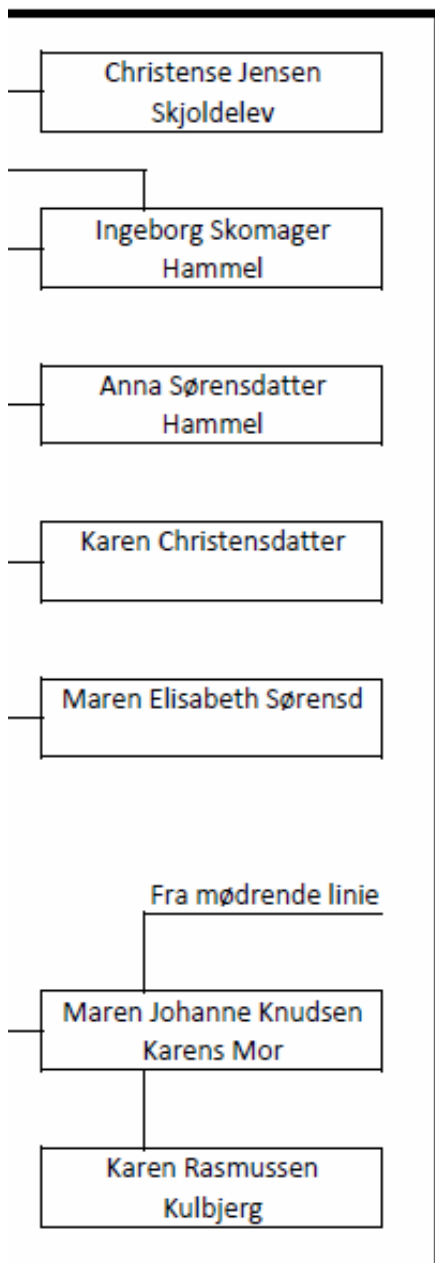 Christense Jensen
Skjoldelev
Ingeborg Skomager
Hammel
Anna Sørensdatter
Hammel
Karen Christensdatter
Maren Elisabeth Sørensd
Fra mødrende linie
Maren Johanne Knudsen
Karens Mor
Karen Rasmussen
Kulbjerg